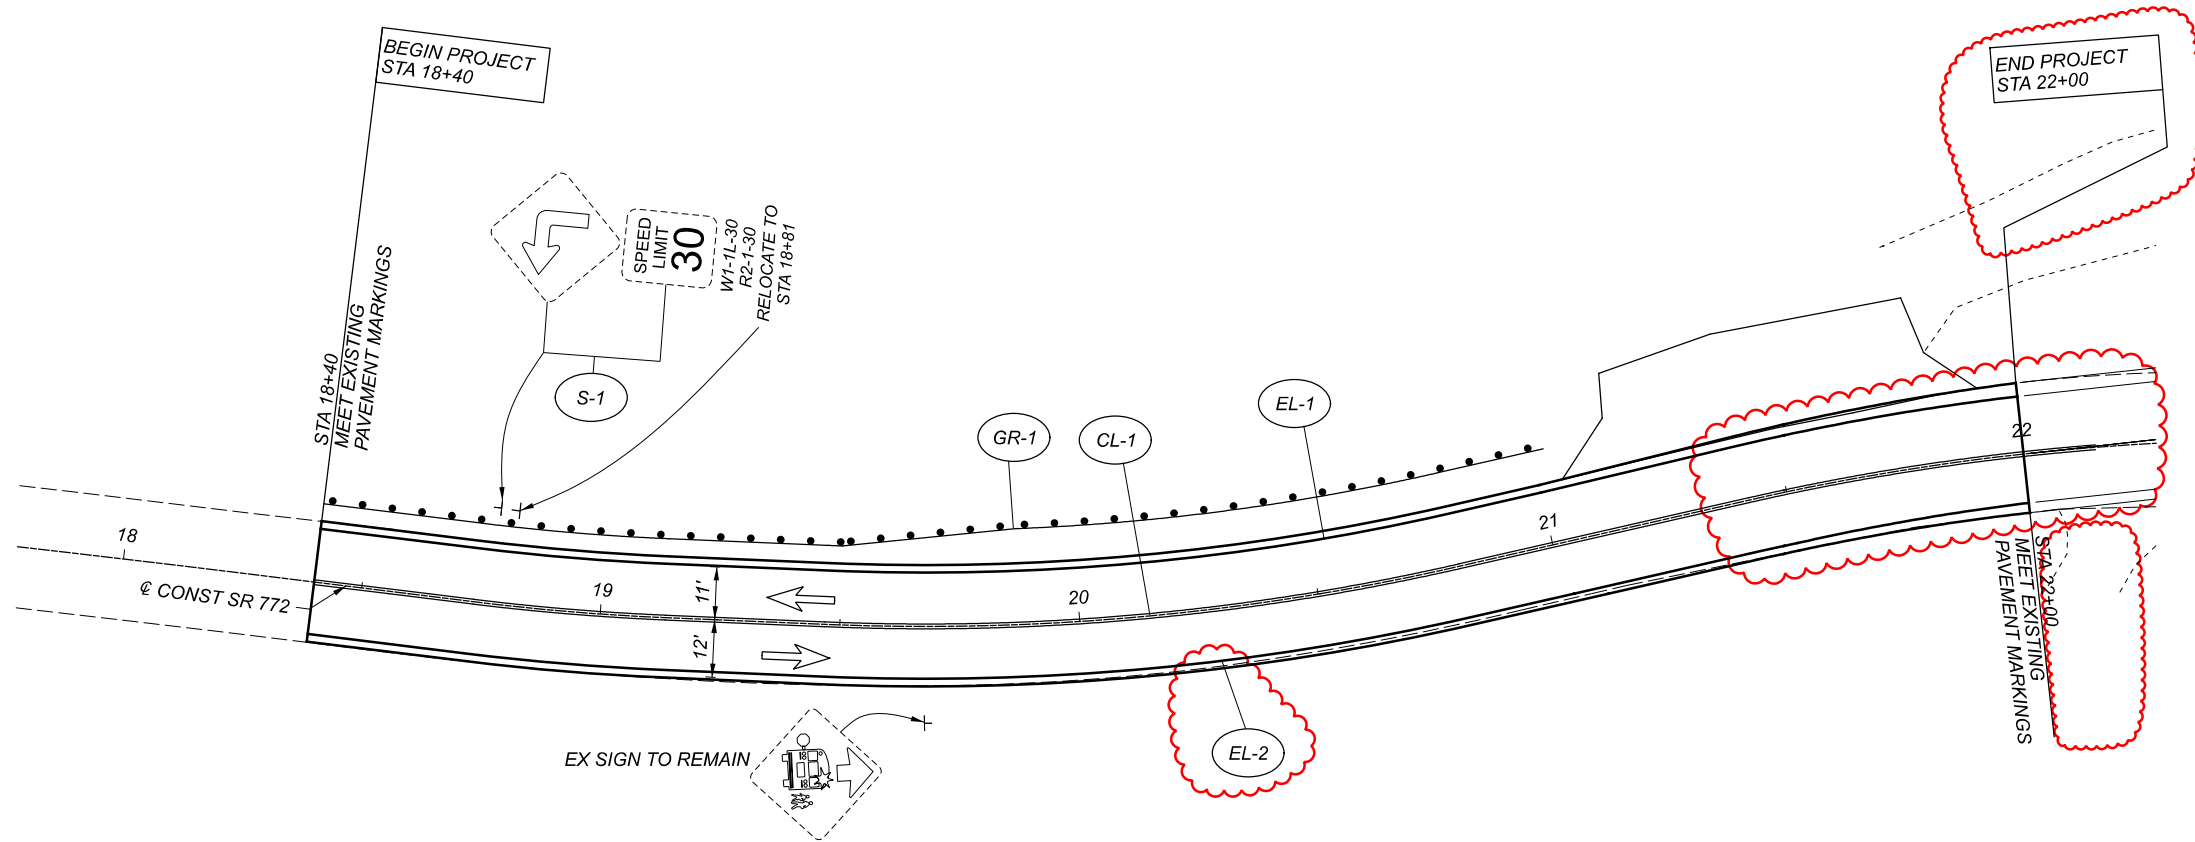 BEGIN PROJECT
STA 18+40
END PROJECT
STA 22+00
STA 18+40
MEET EXISTING
PAVEMENT MARKINGS
SPEED
LIMIT
30
W1-1L-30
R2-1-30
RELOCATE TO
STA 18+81
S-1
GR-1
CL-1
EL-1
22
21
18
19
20
℄ CONST SR 772
11'
12'
STA 22+00
MEET EXISTING
PAVEMENT MARKINGS
EX SIGN TO REMAIN
EL-2